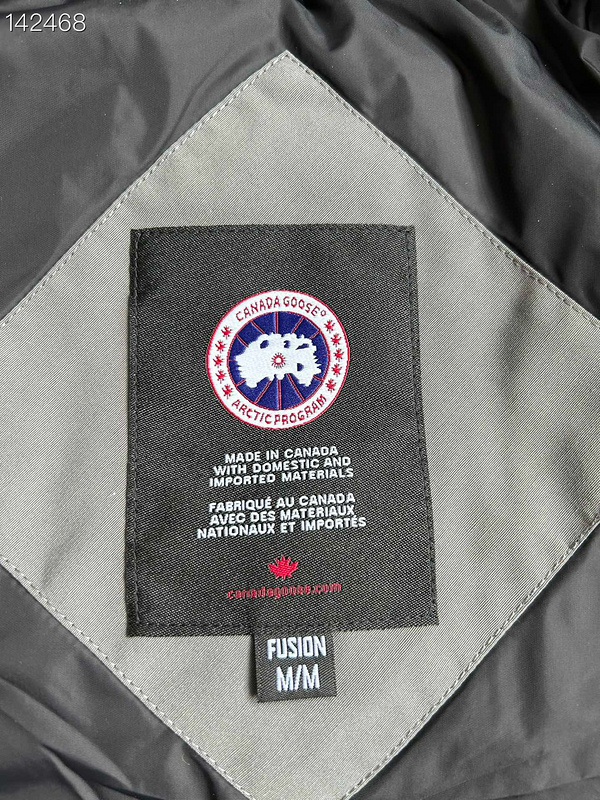 142468
CANADA GOOSE®
ARCTIC PROGRAM
MADE IN CANADA
WITH DOMESTIC AND
IMPORTED MATERIALS
FABRIQUÉ AU CANADA
AVEC DES MATERIAUX
NATIONAUX ET IMPORTÉS
canadagoose.com
FUSION
M/M